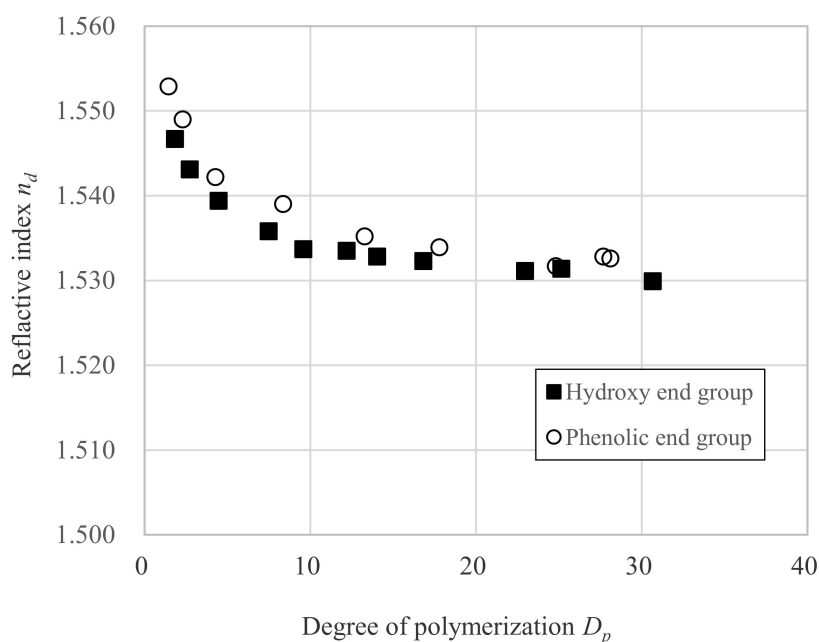 1.560
1.550
1.540
1.530
1.520
1.510
1.500
Reflactive index n_d
Hydroxy end group
Phenolic end group
0 10 20 30 40
Degree of polymerization D_p